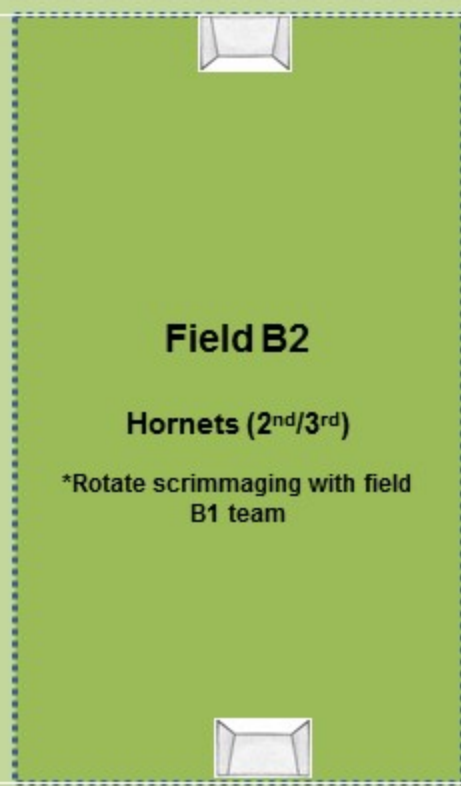 Field B2
Hornets (2nd/3rd)
*Rotate scrimmaging with field
B1 team